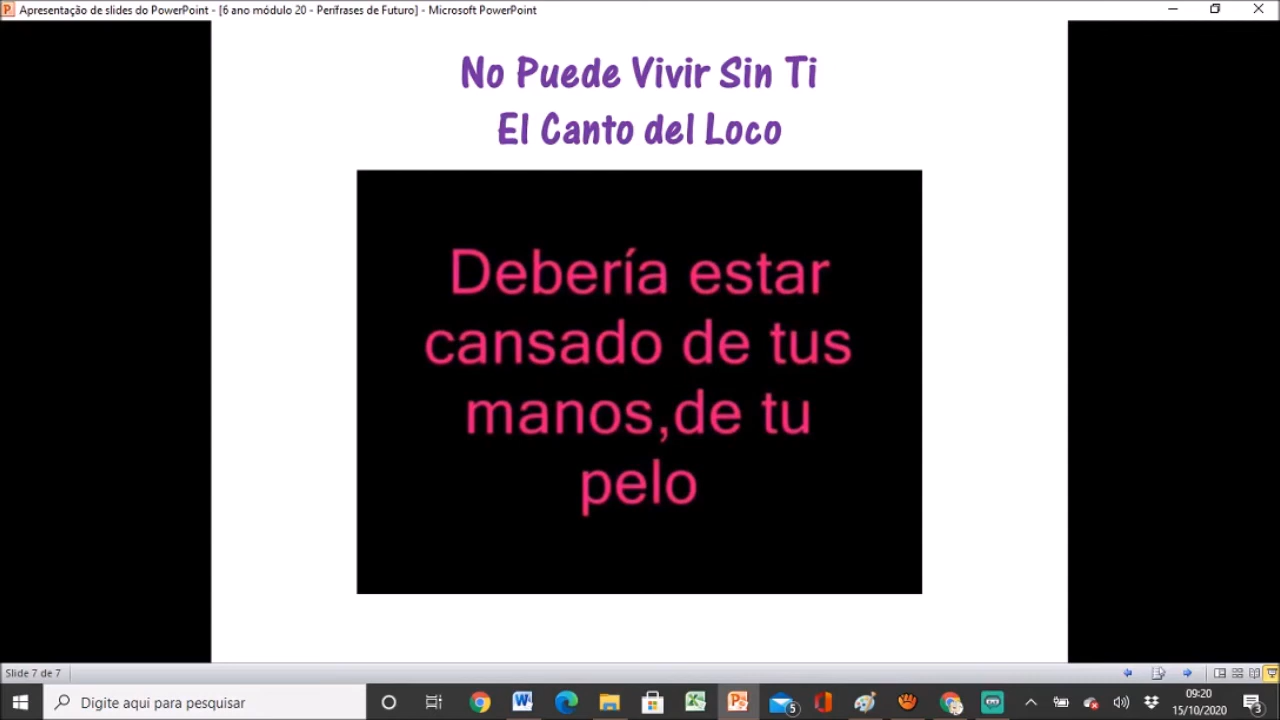 Apresentação de slides do PowerPoint - [6 ano módulo 20 - Perífrases de Futuro] - Microsoft PowerPoint
No Puede Vivir Sin Ti
El Canto del Loco
Debería estar
cansado de tus
manos,de tu
pelo
Slide 7 de 7
Digite aqui para pesquisar
5
09:20
15/10/2020
3